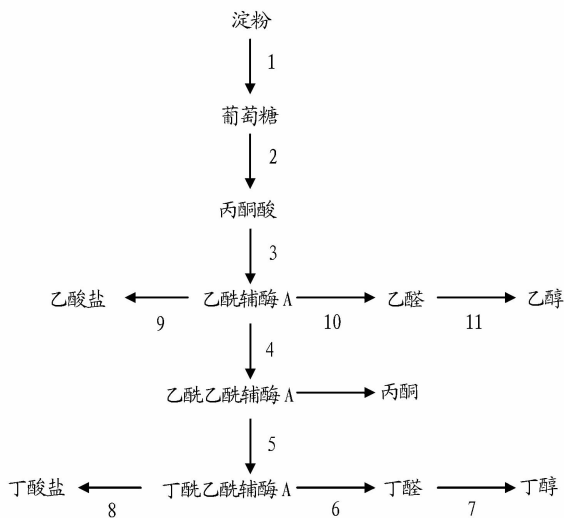 淀粉
1
葡萄糖
2
丙酮酸
3
乙酸盐 乙酰辅酶A 乙醛 乙醇
9 10 11
4
乙酰乙酰辅酶A 丙酮
5
丁酸盐 丁酰乙酰辅酶A 丁醛 丁醇
8 6 7